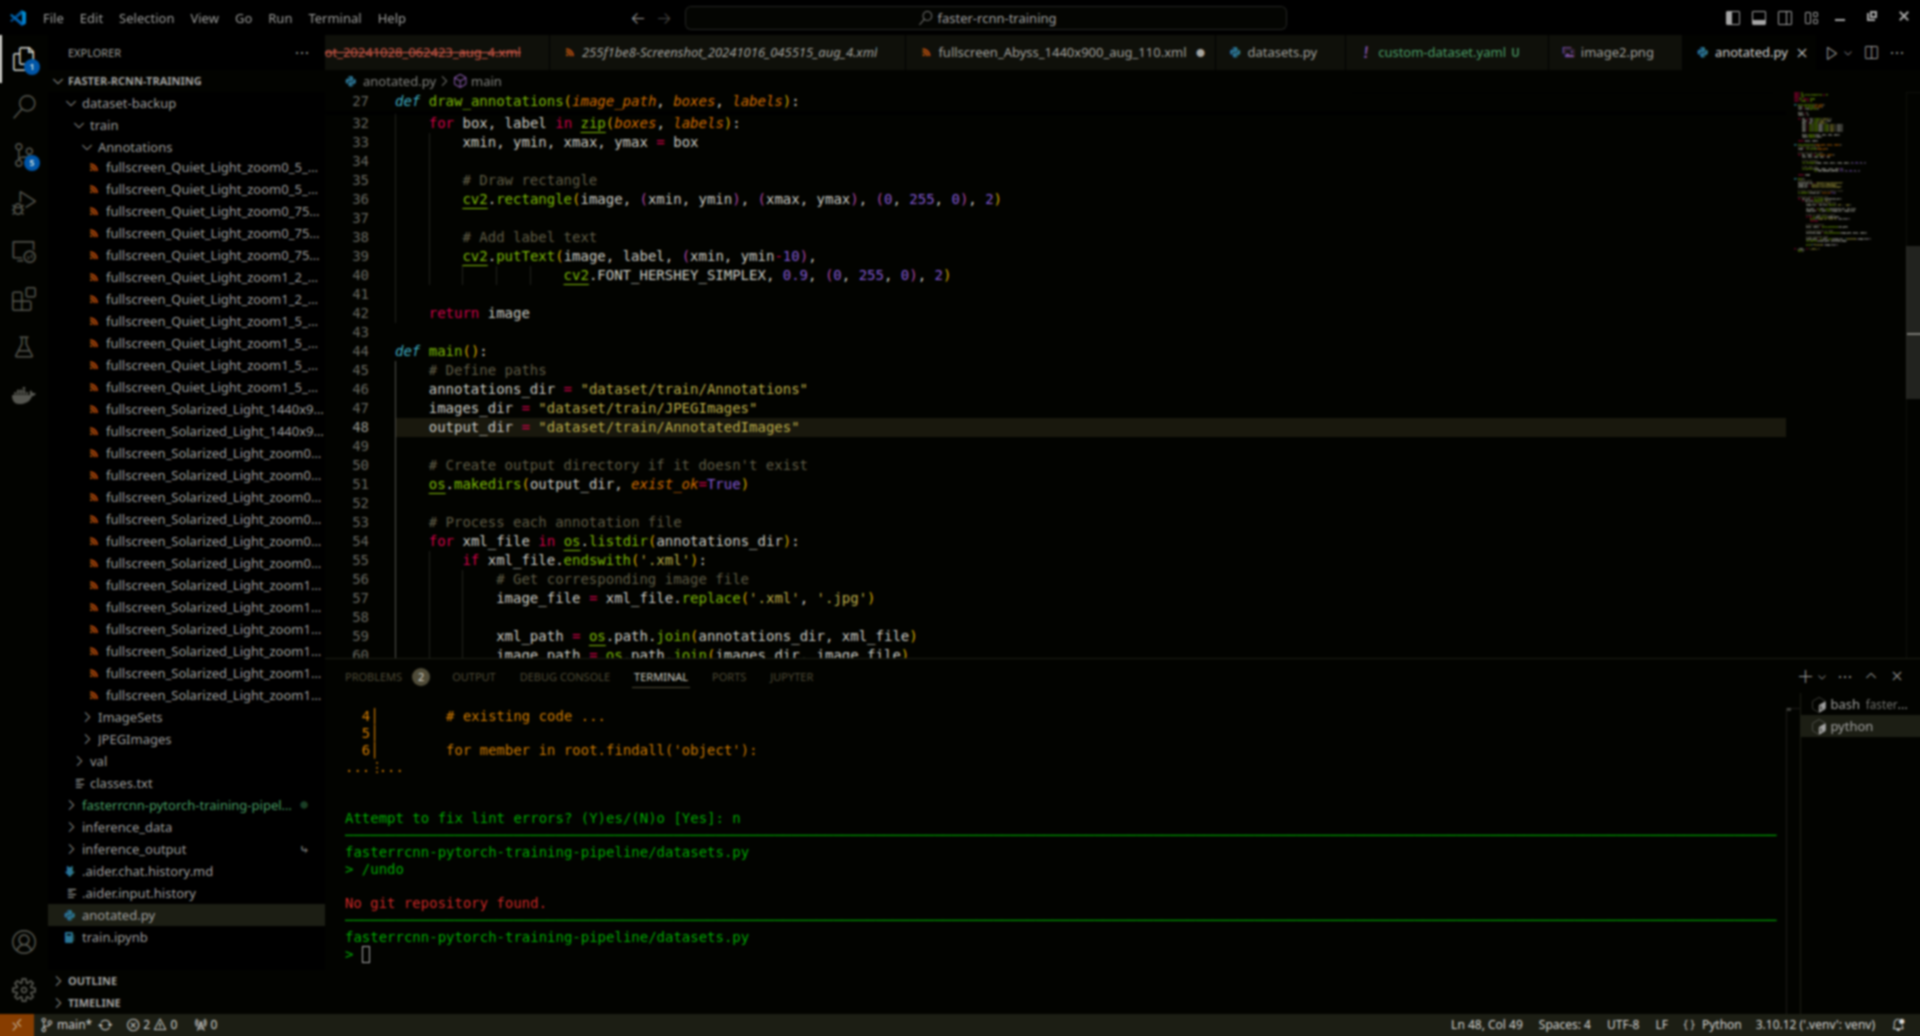 File Edit Selection View Go Run Terminal Help
faster-rcnn-training
EXPLORER
ot_20241028_062423_aug_4.xml
255f1be8-Screenshot_20241016_045515_aug_4.xml
fullscreen_Abyss_1440x900_aug_110.xml
datasets.py
! custom-dataset.yaml U
image2.png
anotated.py
FASTER-RCNN-TRAINING
dataset-backup
train
Annotations
fullscreen_Quiet_Light_zoom0_5_...
fullscreen_Quiet_Light_zoom0_5_...
fullscreen_Quiet_Light_zoom0_75...
fullscreen_Quiet_Light_zoom0_75...
fullscreen_Quiet_Light_zoom0_75...
fullscreen_Quiet_Light_zoom1_2_...
fullscreen_Quiet_Light_zoom1_2_...
fullscreen_Quiet_Light_zoom1_5_...
fullscreen_Quiet_Light_zoom1_5_...
fullscreen_Quiet_Light_zoom1_5_...
fullscreen_Quiet_Light_zoom1_5_...
fullscreen_Solarized_Light_1440x9...
fullscreen_Solarized_Light_1440x9...
fullscreen_Solarized_Light_zoom0...
fullscreen_Solarized_Light_zoom0...
fullscreen_Solarized_Light_zoom0...
fullscreen_Solarized_Light_zoom0...
fullscreen_Solarized_Light_zoom0...
fullscreen_Solarized_Light_zoom0...
fullscreen_Solarized_Light_zoom1...
fullscreen_Solarized_Light_zoom1...
fullscreen_Solarized_Light_zoom1...
fullscreen_Solarized_Light_zoom1...
fullscreen_Solarized_Light_zoom1...
fullscreen_Solarized_Light_zoom1...
ImageSets
JPEGImages
val
classes.txt
fasterrcnn-pytorch-training-pipel...
inference_data
inference_output
.aider.chat.history.md
.aider.input.history
anotated.py
train.ipynb
OUTLINE
TIMELINE
1
5
anotated.py > main
27 def draw_annotations(image_path, boxes, labels):
32     for box, label in zip(boxes, labels):
33         xmin, ymin, xmax, ymax = box
34
35         # Draw rectangle
36         cv2.rectangle(image, (xmin, ymin), (xmax, ymax), (0, 255, 0), 2)
37
38         # Add label text
39         cv2.putText(image, label, (xmin, ymin-10),
40                     cv2.FONT_HERSHEY_SIMPLEX, 0.9, (0, 255, 0), 2)
41
42     return image
43
44 def main():
45     # Define paths
46     annotations_dir = "dataset/train/Annotations"
47     images_dir = "dataset/train/JPEGImages"
48     output_dir = "dataset/train/AnnotatedImages"
49
50     # Create output directory if it doesn't exist
51     os.makedirs(output_dir, exist_ok=True)
52
53     # Process each annotation file
54     for xml_file in os.listdir(annotations_dir):
55         if xml_file.endswith('.xml'):
56             # Get corresponding image file
57             image_file = xml_file.replace('.xml', '.jpg')
58
59             xml_path = os.path.join(annotations_dir, xml_file)
60             image_path = os.path.join(images_dir, image_file)
PROBLEMS 2 OUTPUT DEBUG CONSOLE TERMINAL PORTS JUPYTER
4│        # existing code ...
5│
6│        for member in root.findall('object'):
...⋮...
Attempt to fix lint errors? (Y)es/(N)o [Yes]: n
fasterrcnn-pytorch-training-pipeline/datasets.py
> /undo
No git repository found.
fasterrcnn-pytorch-training-pipeline/datasets.py
>
bash faster...
python
main* 2 0 0
Ln 48, Col 49 Spaces: 4 UTF-8 LF Python 3.10.12 ('.venv': venv)